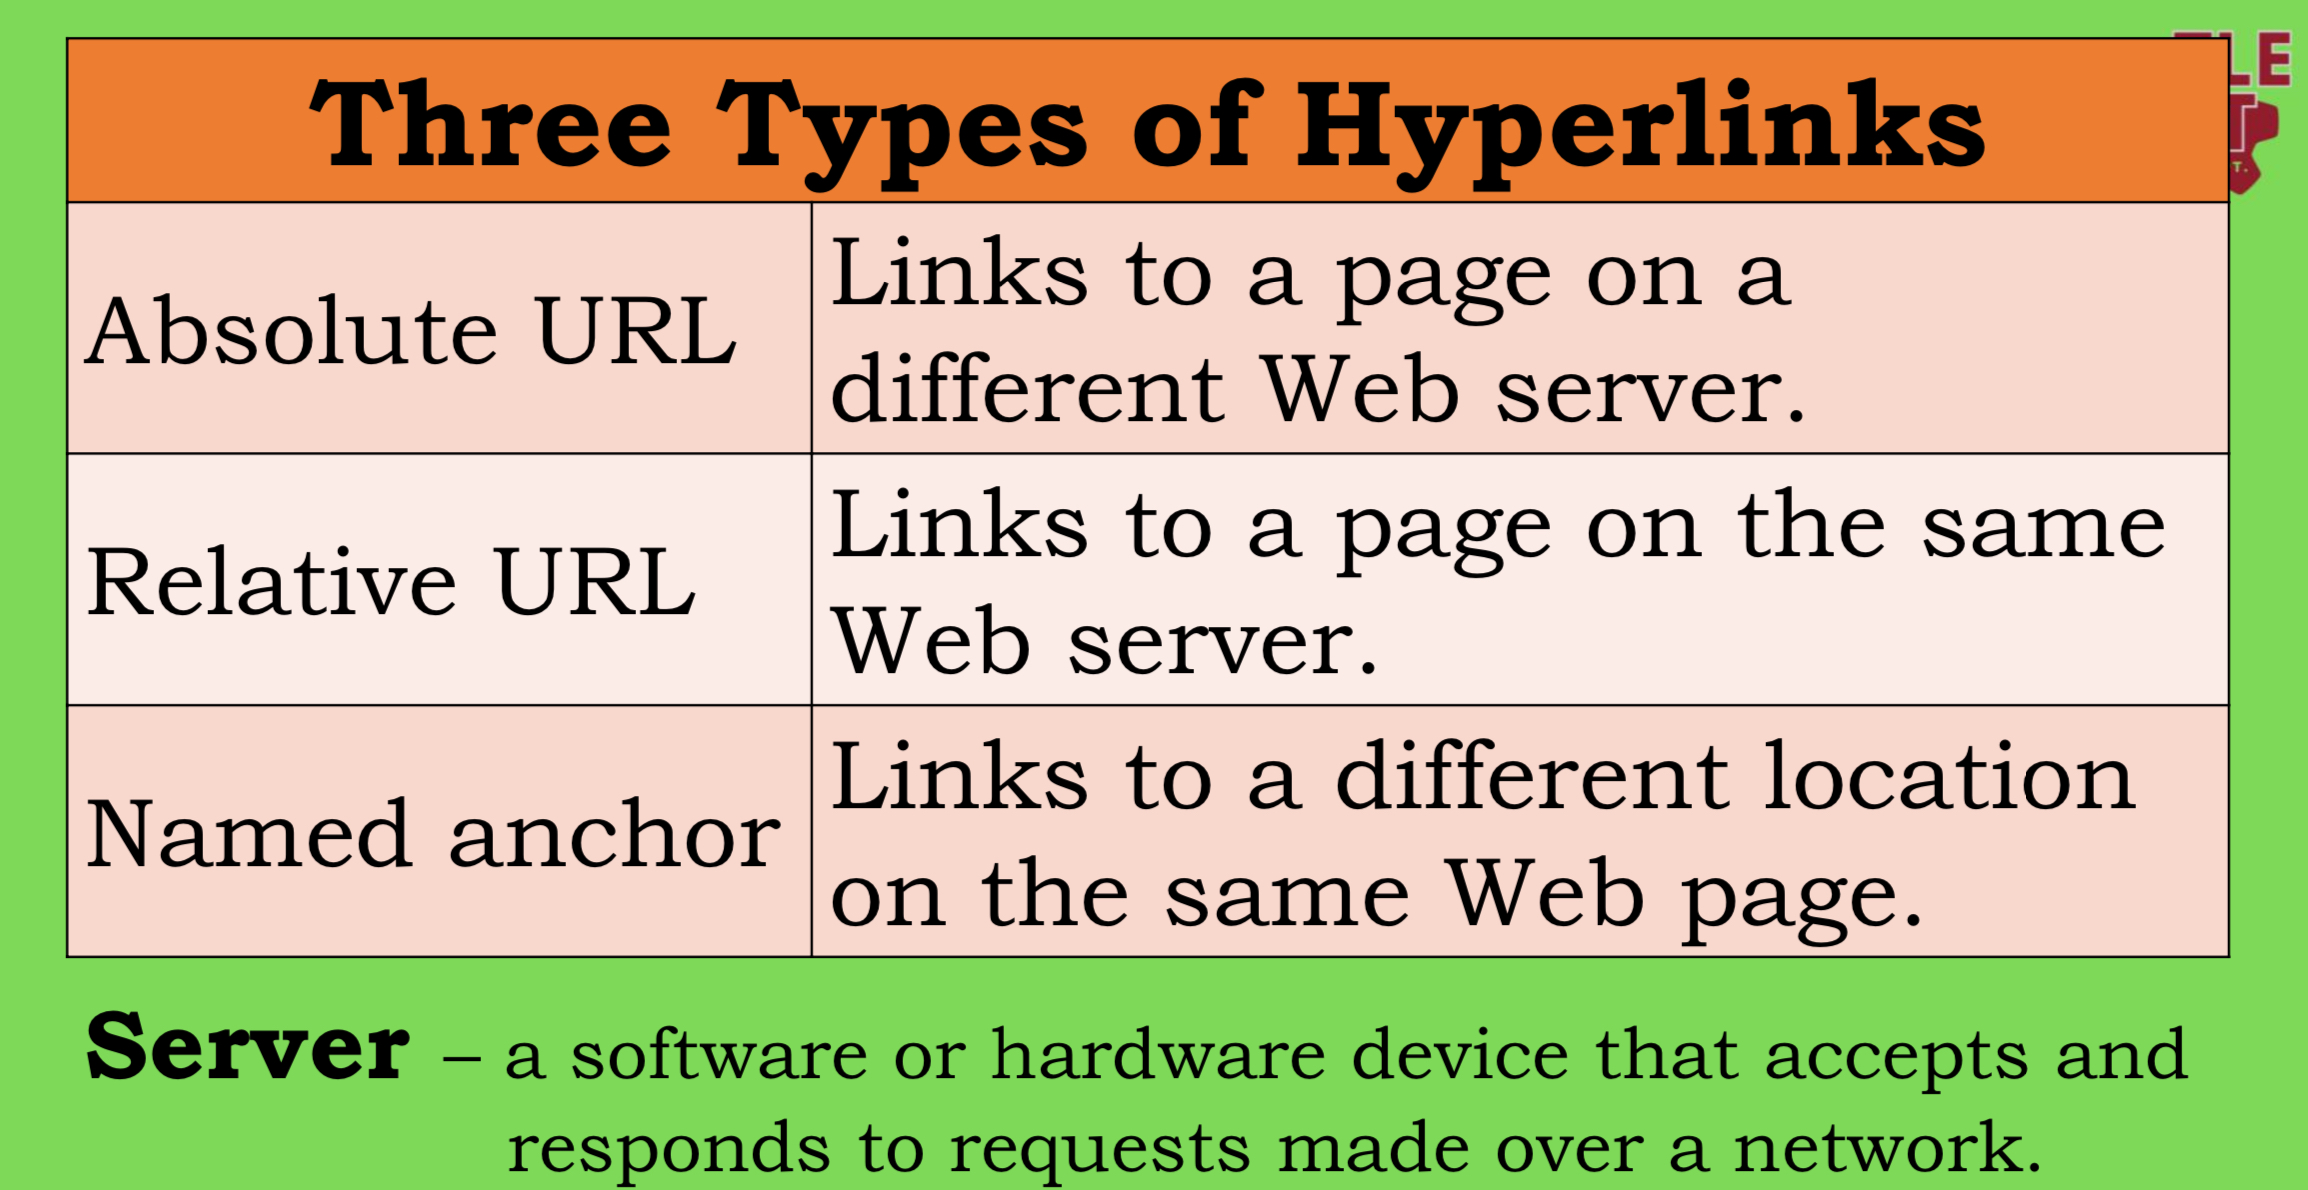 Three Types of Hyperlinks
Absolute URL
Links to a page on a
different Web server.
Relative URL
Links to a page on the same
Web server.
Named anchor
Links to a different location
on the same Web page.
Server – a software or hardware device that accepts and
responds to requests made over a network.